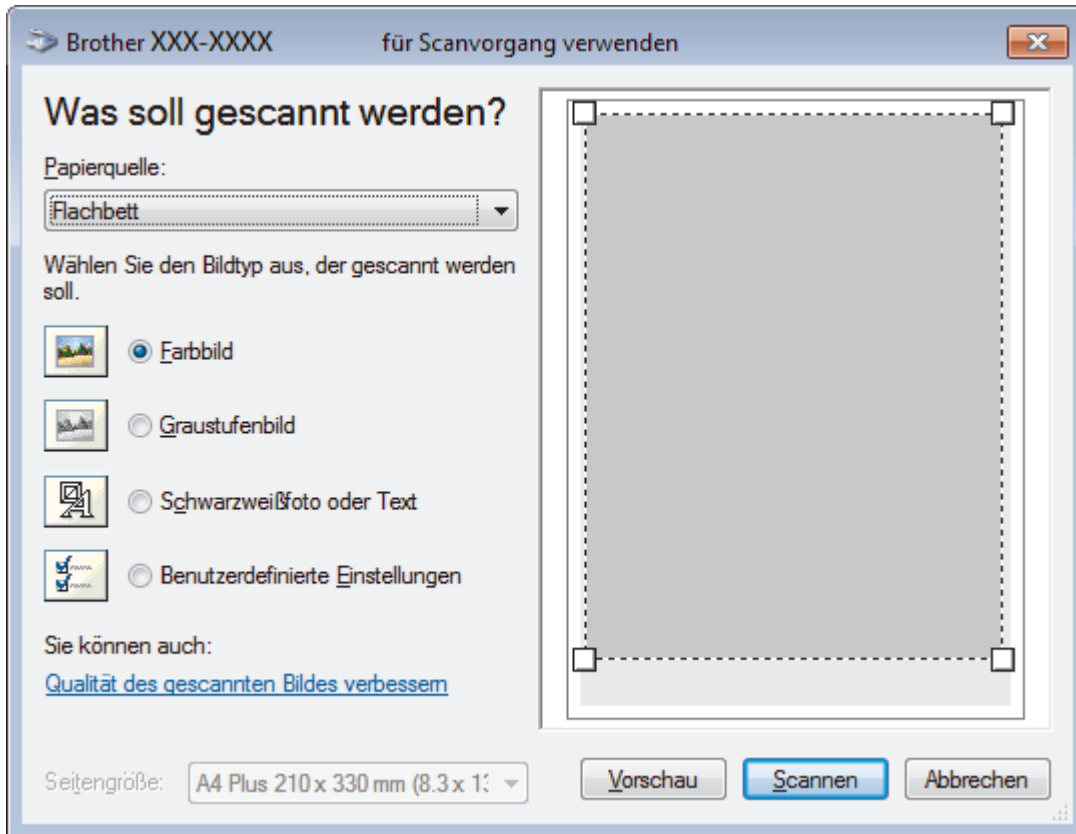 Brother XXX-XXXX für Scanvorgang verwenden
Was soll gescannt werden?
Papierquelle:
Flachbett
Wählen Sie den Bildtyp aus, der gescannt werden
soll.
Farbbild
Graustufenbild
Schwarzweißfoto oder Text
Benutzerdefinierte Einstellungen
Sie können auch:
Qualität des gescannten Bildes verbessern
Seitengröße:
A4 Plus 210 x 330 mm (8.3 x 1
Vorschau
Scannen
Abbrechen